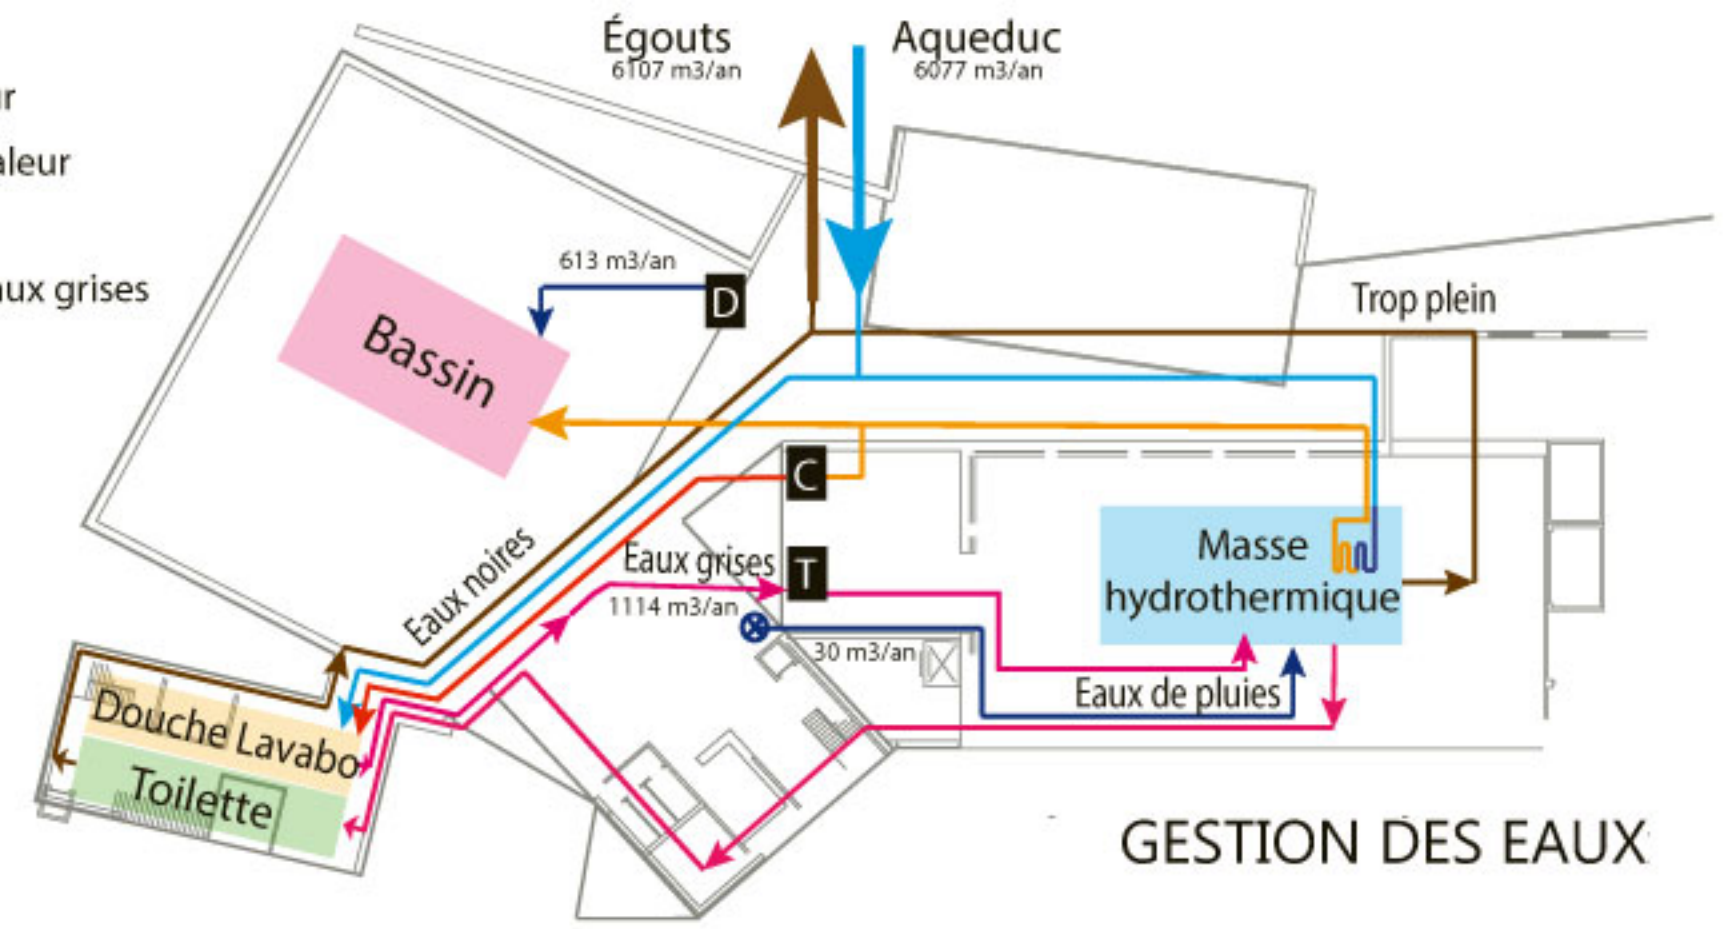 Égouts
6107 m3/an
Aqueduc
6077 m3/an
r
aleur
aux grises
613 m3/an
D
Trop plein
Bassin
C
Eaux noires
Eaux grises
T
1114 m3/an
30 m3/an
Masse
hydrothermique
Eaux de pluies
Douche Lavabo
Toilette
GESTION DES EAUX